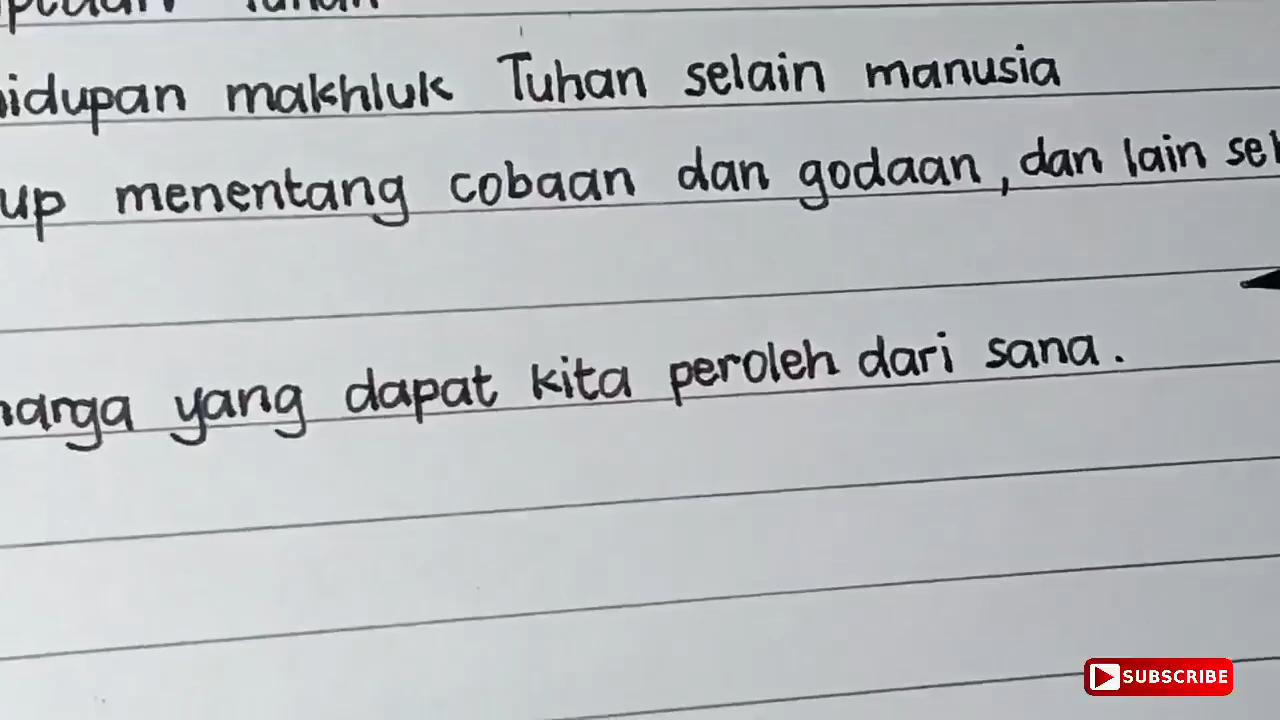 idupan makhluk Tuhan selain manusia
up menentang cobaan dan godaan, dan lain se
arga yang dapat kita peroleh dari sana.
SUBSCRIBE